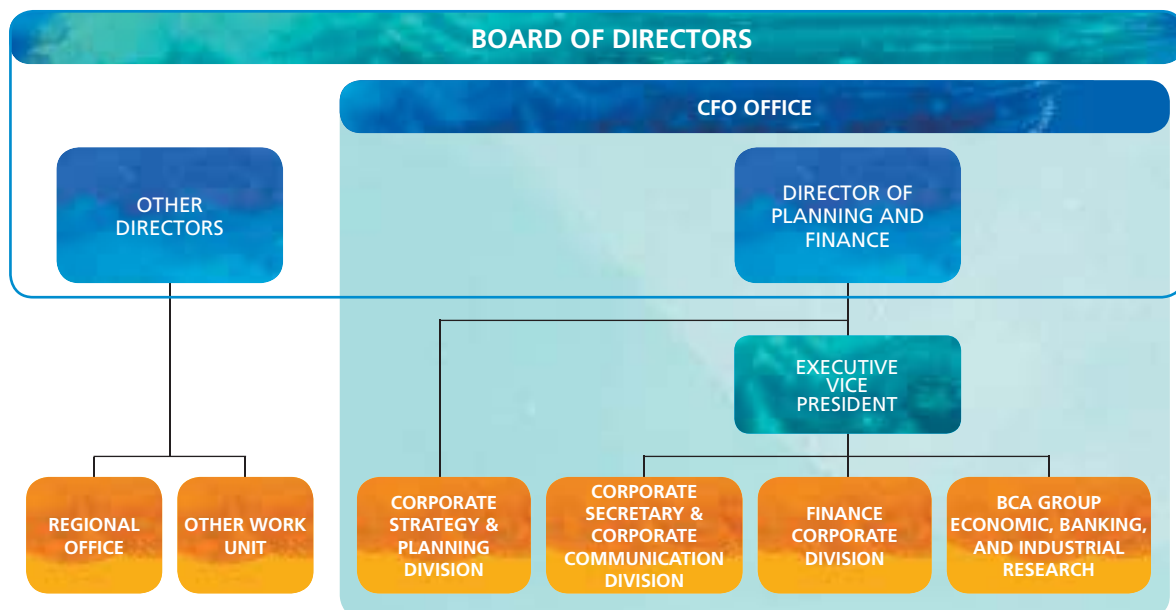 BOARD OF DIRECTORS
CFO OFFICE
OTHER
DIRECTORS
DIRECTOR OF
PLANNING AND
FINANCE
EXECUTIVE
VICE
PRESIDENT
REGIONAL
OFFICE
OTHER WORK
UNIT
CORPORATE
STRATEGY &
PLANNING
DIVISION
CORPORATE
SECRETARY &
CORPORATE
COMMUNICATION
DIVISION
FINANCE
CORPORATE
DIVISION
BCA GROUP
ECONOMIC, BANKING,
AND INDUSTRIAL
RESEARCH